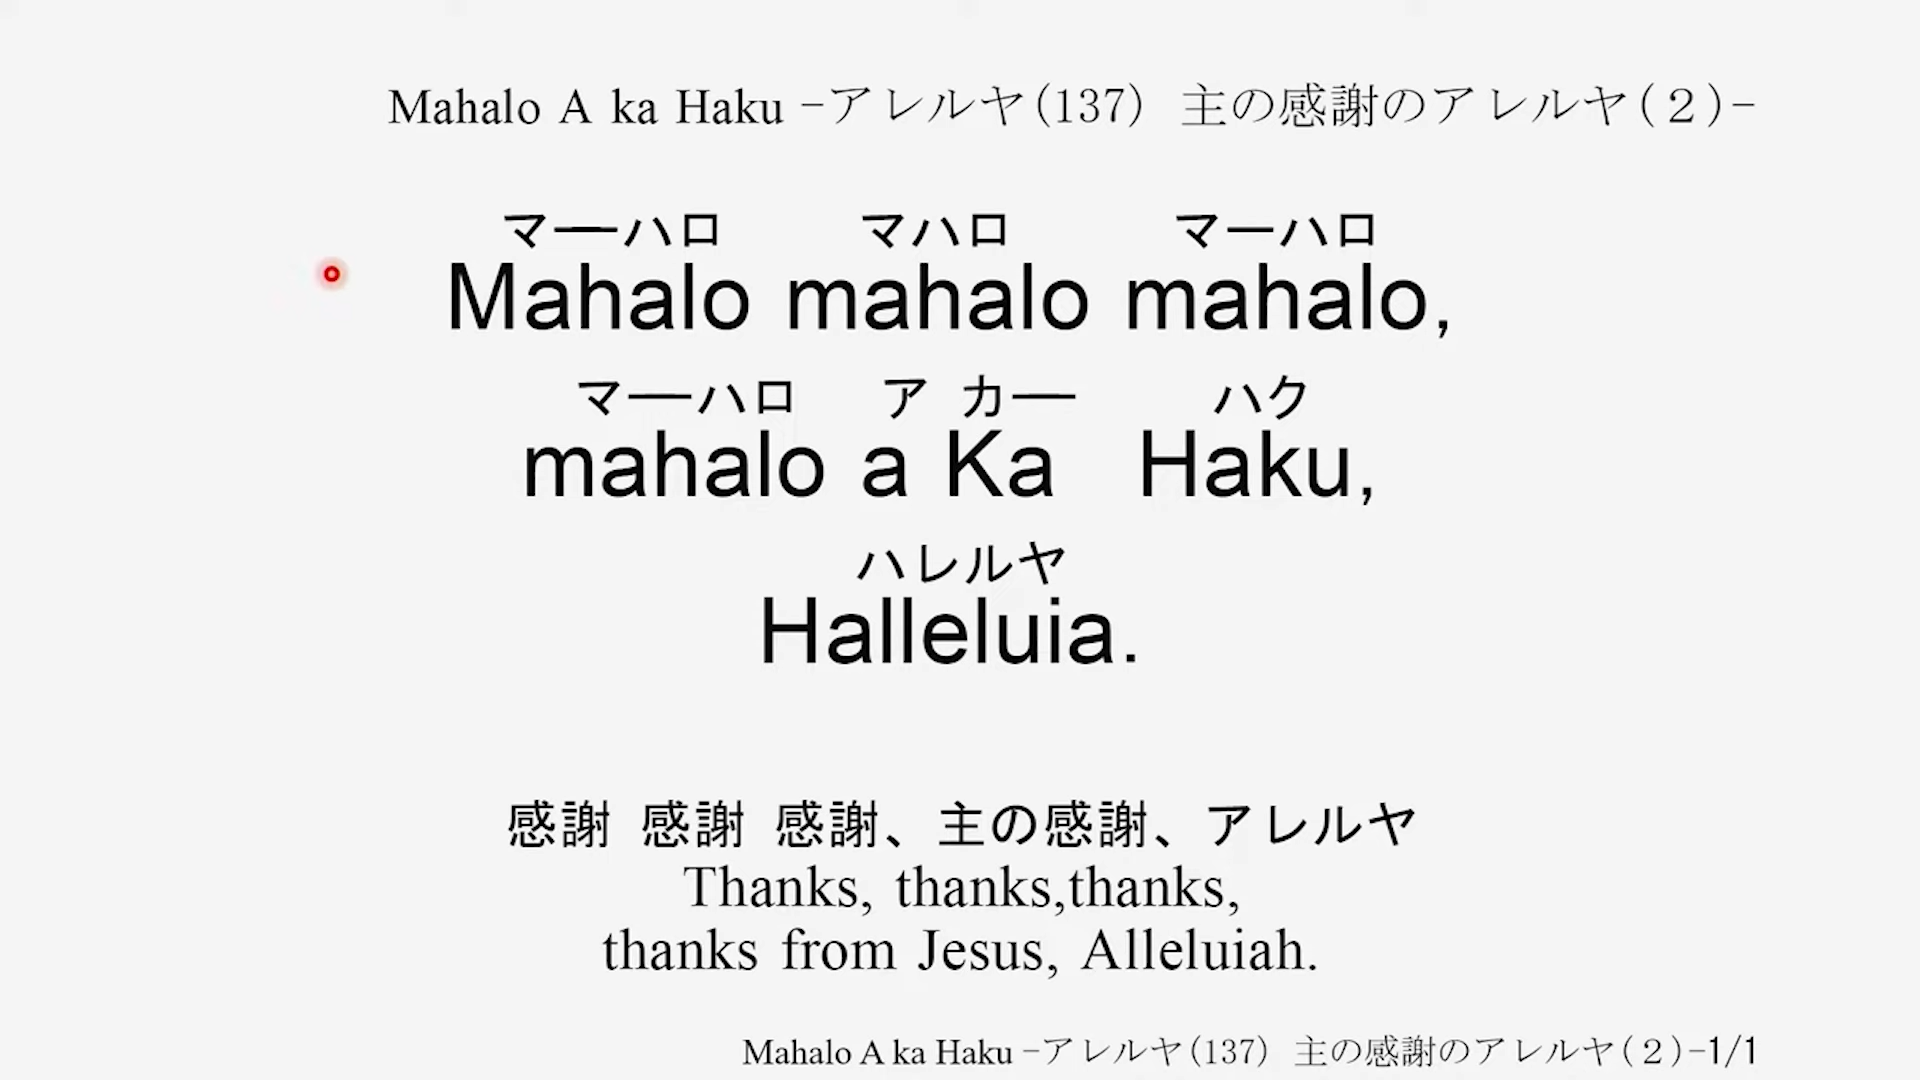 Mahalo A ka Haku －アレルヤ(137)　主の感謝のアレルヤ(２)－
マ──ハロ　マハロ　マーハロ
Mahalo mahalo mahalo,
マ──ハロ　ア カ──　ハク
mahalo a Ka Haku,
ハレルヤ
Halleluia.
感謝 感謝 感謝、主の感謝、アレルヤ
Thanks, thanks,thanks,
thanks from Jesus, Alleluiah.
Mahalo A ka Haku －アレルヤ(137)　主の感謝のアレルヤ(２)－1/1